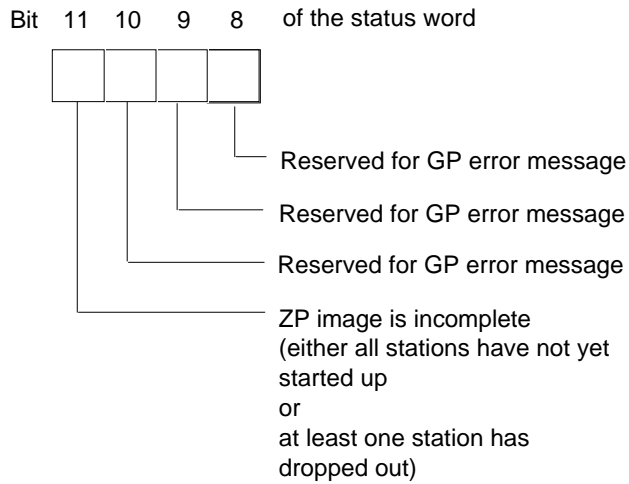 Bit 11 10 9 8 of the status word
Reserved for GP error message
Reserved for GP error message
Reserved for GP error message
ZP image is incomplete
(either all stations have not yet
started up
or
at least one station has
dropped out)